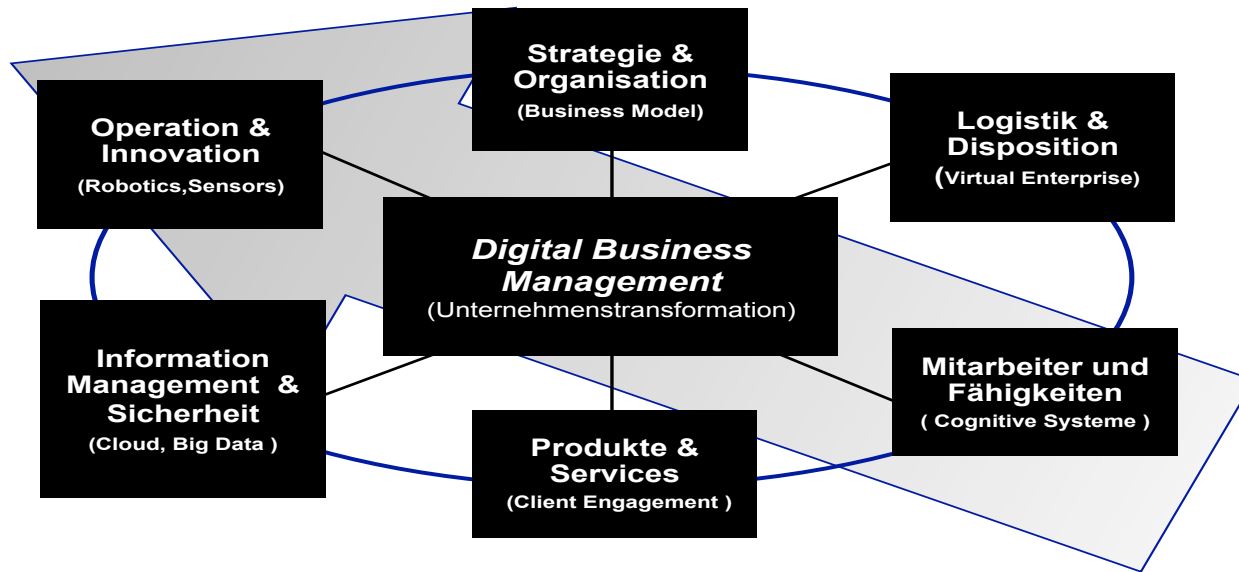 Strategie &
Organisation
(Business Model)
Operation &
Innovation
(Robotics,Sensors)
Logistik &
Disposition
(Virtual Enterprise)
Digital Business
Management
(Unternehmenstransformation)
Information
Management &
Sicherheit
(Cloud, Big Data )
Mitarbeiter und
Fähigkeiten
( Cognitive Systeme )
Produkte &
Services
(Client Engagement )